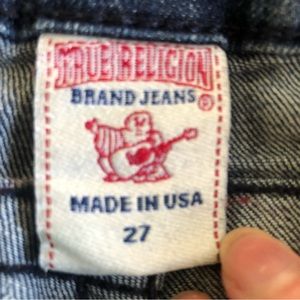 TRUE RELIGION
BRAND JEANS®
MADE IN USA
27